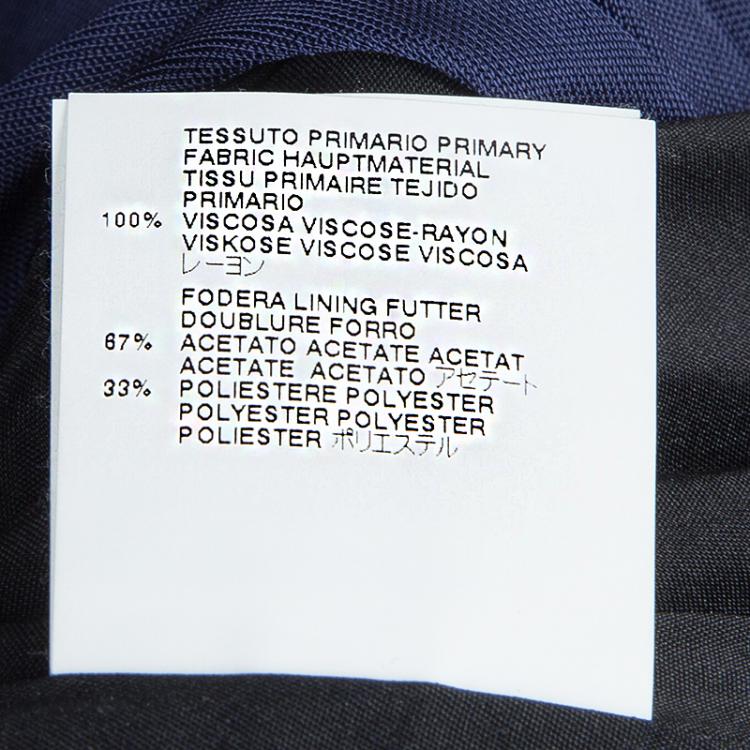 TESSUTO PRIMARIO PRIMARY
FABRIC HAUPTMATERIAL
TISSU PRIMAIRE TEJIDO
PRIMARIO
100% VISCOSA VISCOSE-RAYON
VISKOSE VISCOSE VISCOSA
レーヨン
FODERA LINING FUTTER
DOUBLURE FORRO
67% ACETATO ACETATE ACETAT
ACETATE ACETATO アセテート
33% POLIESTERE POLYESTER
POLYESTER POLYESTER
POLIESTER ポリエステル